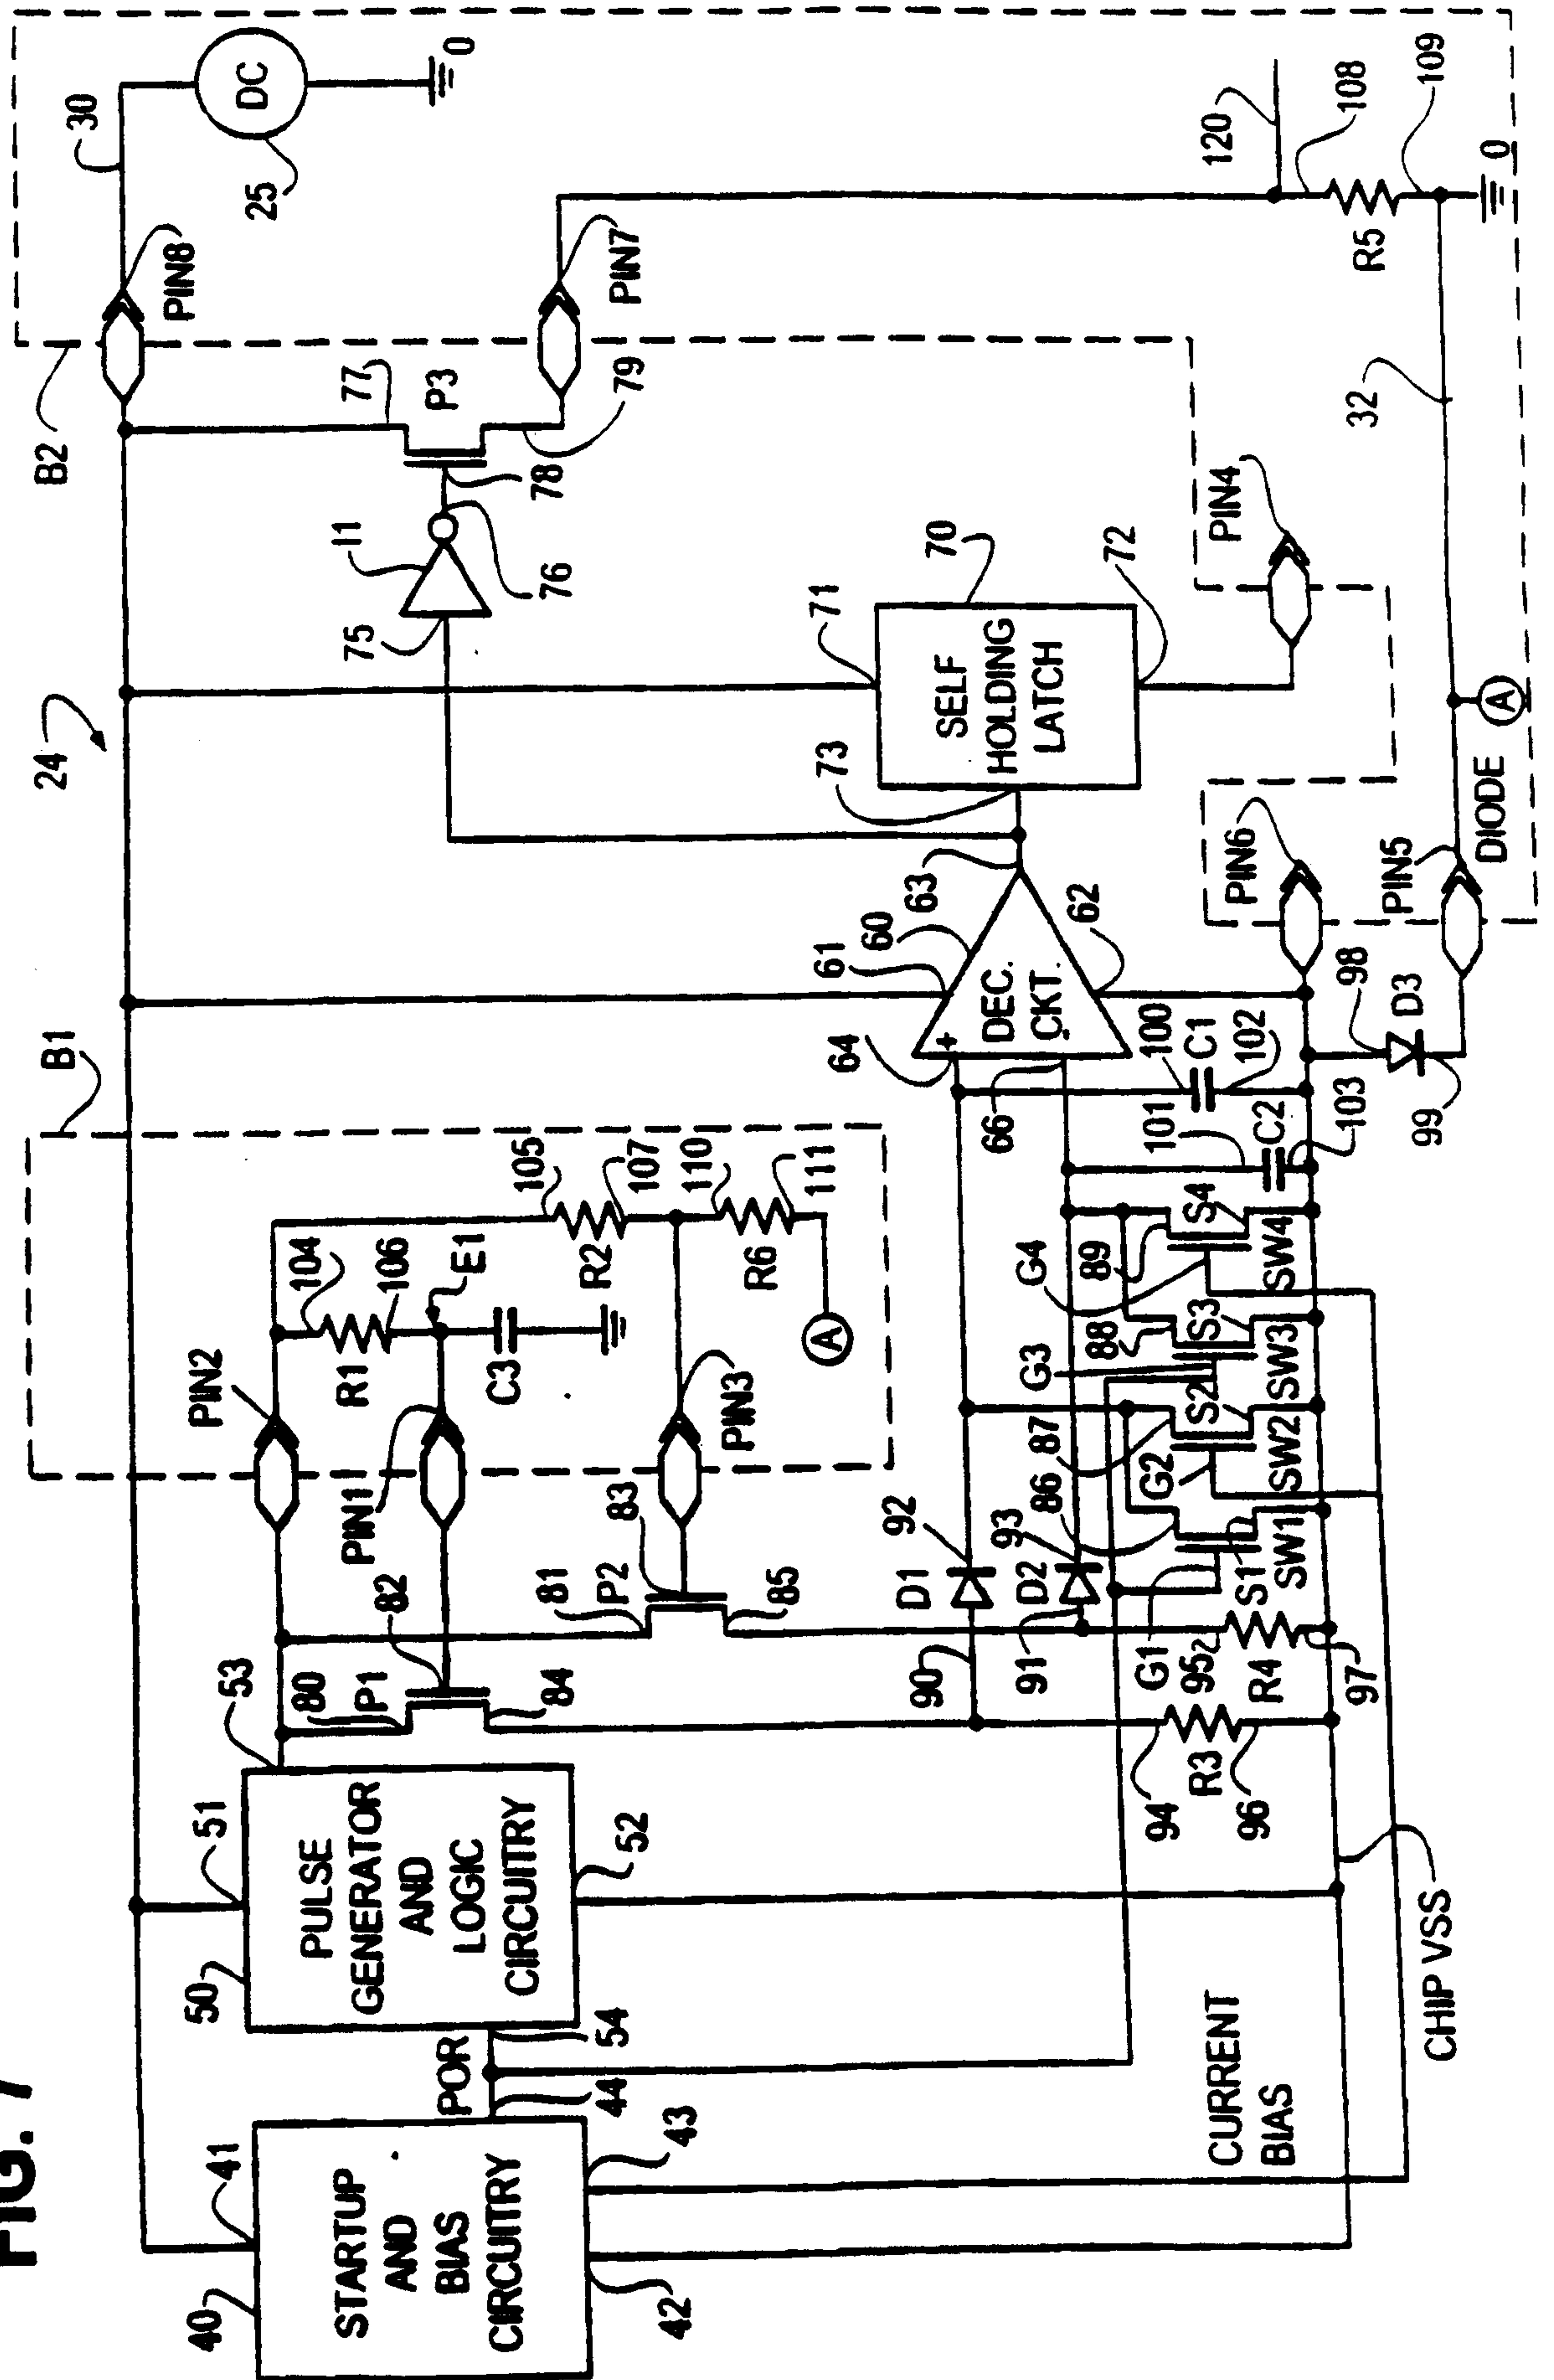 FIG. 7
24
B1
B2
30
DC
25
0
PIN8
PIN7
77
P3
78
79
11
75
76
120
108
109
R5
0
32
PIN4
70
71
72
73
SELF
HOLDING
LATCH
63
60
61
62
DEC.
CKT.
+
-
64
66
PIN6
PIN5
DIODE
A
98
D3
99
100
C1
102
101
C2
103
105
107
110
111
R2
R6
A
104
106
R1
E1
C3
PIN2
PIN1
PIN3
83
82
81
P2
85
80
P1
84
53
51
50
PULSE
GENERATOR
AND
LOGIC
CIRCUITRY
52
54
POR
44
43
41
40
STARTUP
AND
BIAS
CIRCUITRY
42
CURRENT
BIAS
CHIP VSS
92
D1
90
93
D2
91
86
87
G2
S2
SW2
G1
S1
SW1
G3
88
S3
SW3
G4
89
S4
SW4
95
R4
97
94
R3
96